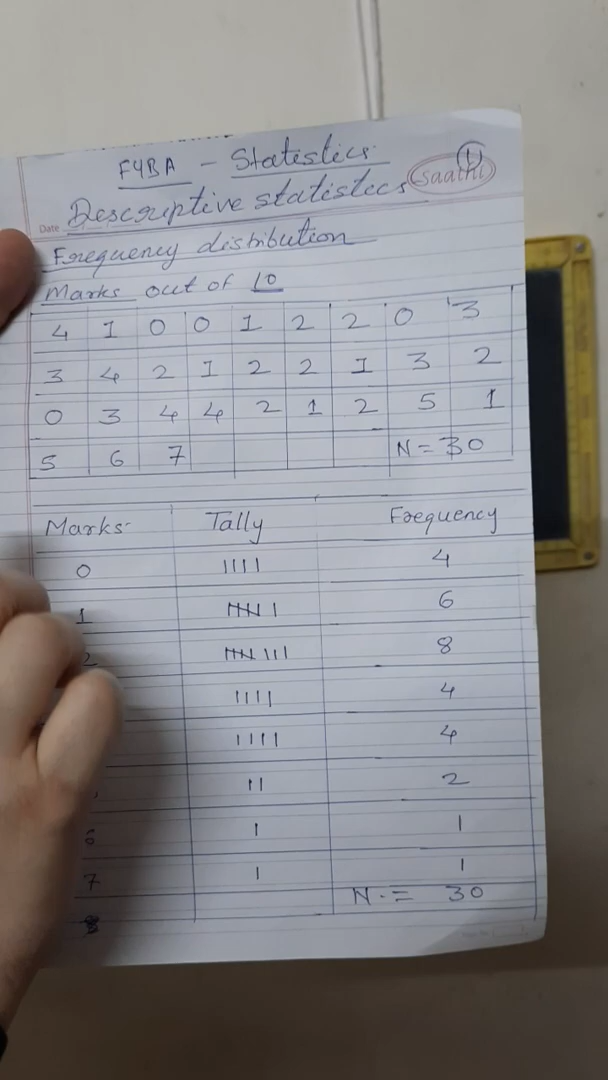 1
FYBA - Statistics
saathi
Descriptive statistics
Date
Frequency distribution
Marks out of 10
4 1 0 0 1 2 2 0 3
3 4 2 1 2 2 1 3 2
0 3 4 4 2 1 2 5 1
5 6 7 N = 30
Marks Tally Frequency
0 |||| 4
1 |||| | 6
2 |||| ||| 8
|||| 4
|||| 4
|| 2
6 | 1
7 | 1
N = 30